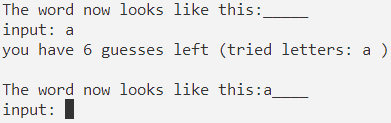 The word now looks like this:_____
input: a
you have 6 guesses left (tried letters: a )
The word now looks like this:a____
input: